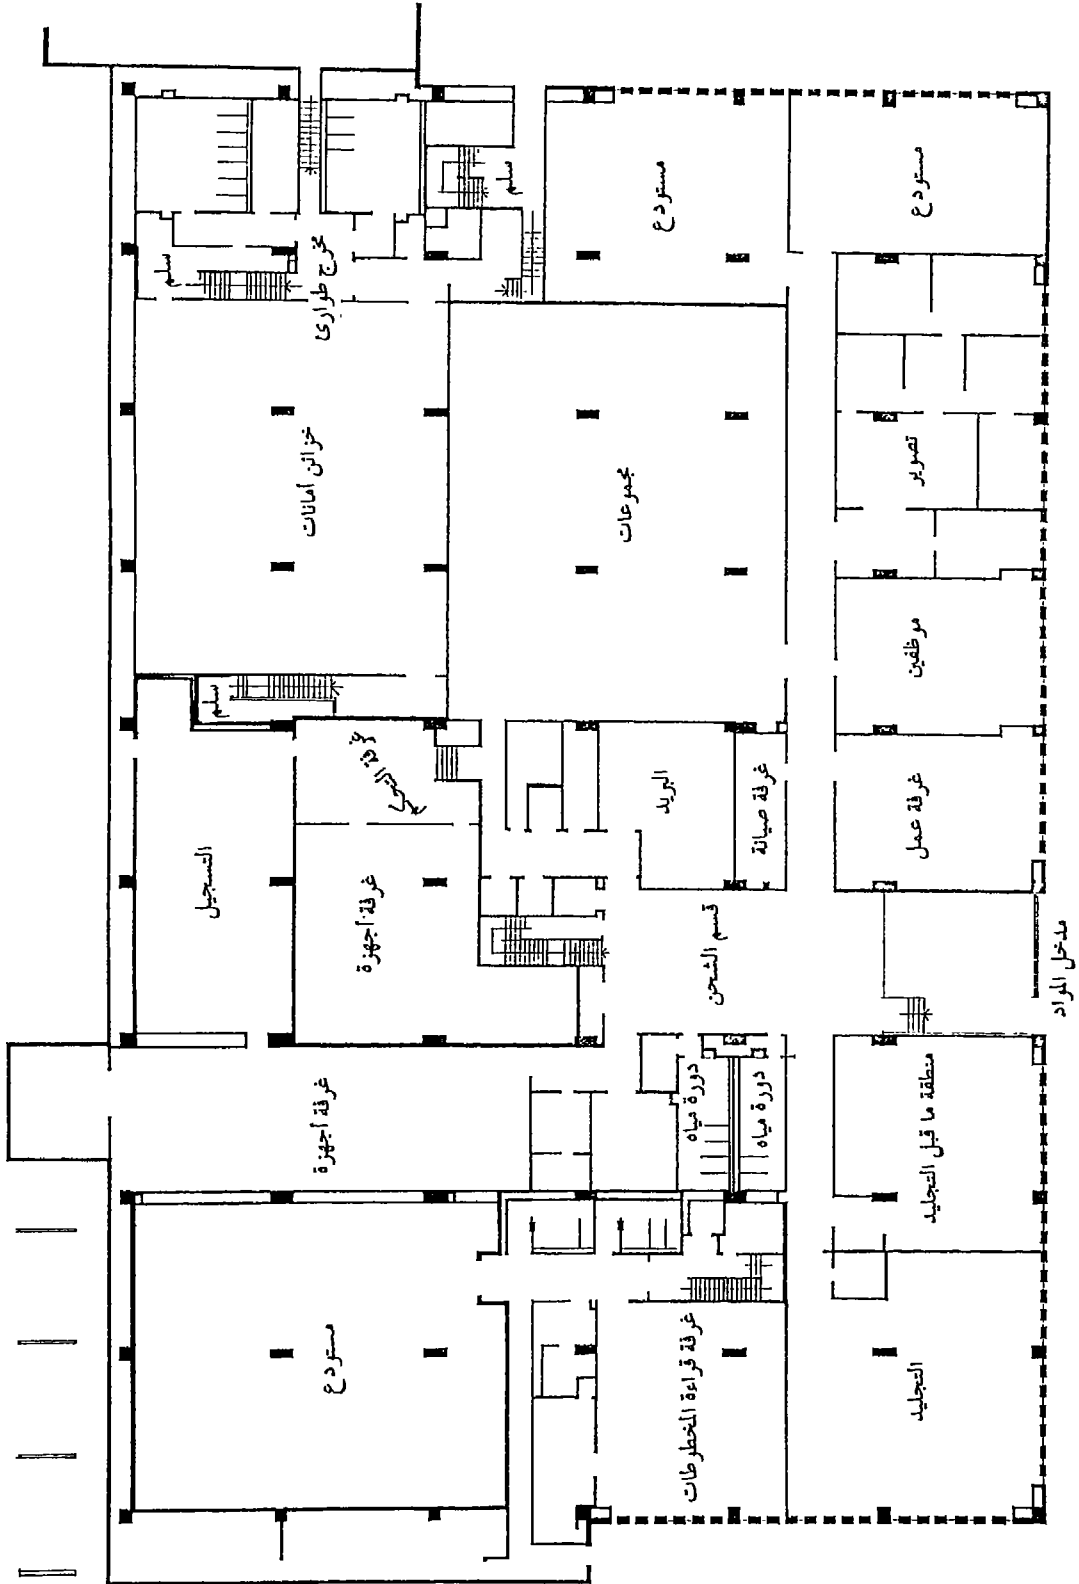 مستودع
مستودع
سلم
مخرج طوارئ
سلم
خزائن أمانات
مجموعات
تصوير
موظفين
سلم
غرفة
البريد
غرفة صيانة
غرفة عمل
التسجيل
غرفة أجهزة
قسم الشحن
مدخل المواد
غرفة أجهزة
دورة مياه
دورة مياه
منطقة ما قبل التجليد
مستودع
غرفة قراءة المخطوطات
التجليد